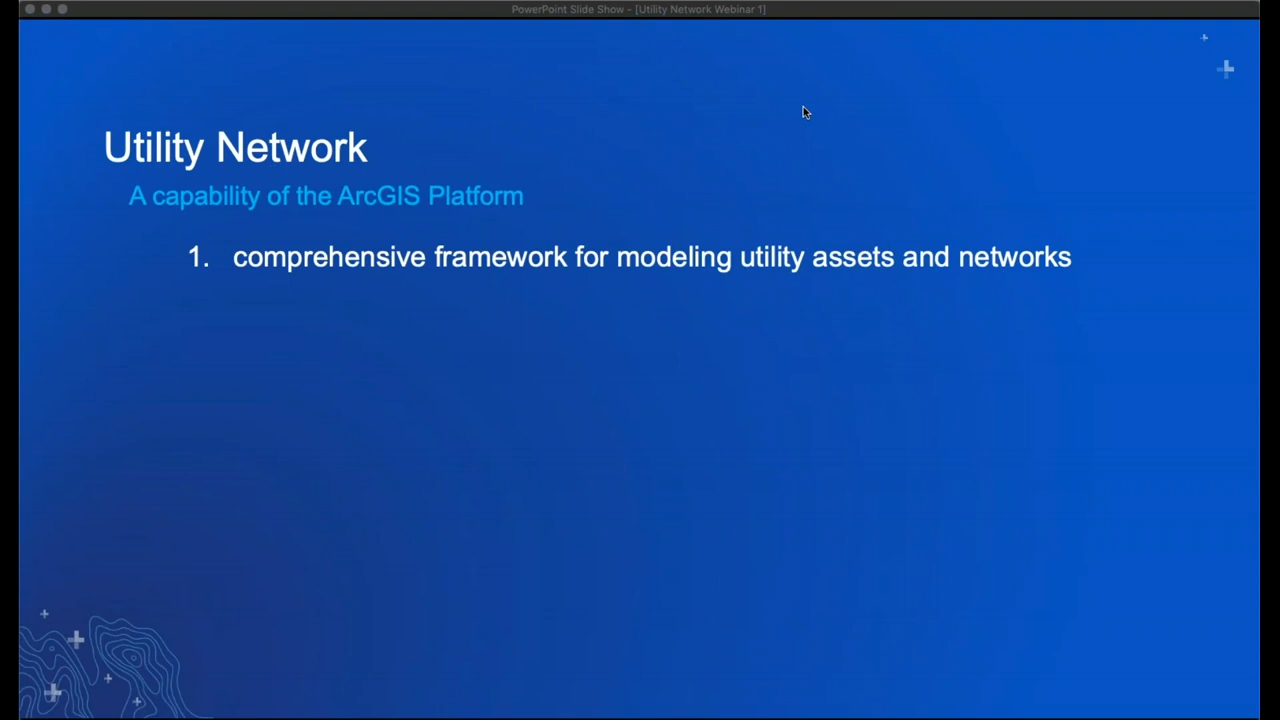 PowerPoint Slide Show - [Utility Network Webinar 1]
Utility Network
A capability of the ArcGIS Platform
1. comprehensive framework for modeling utility assets and networks